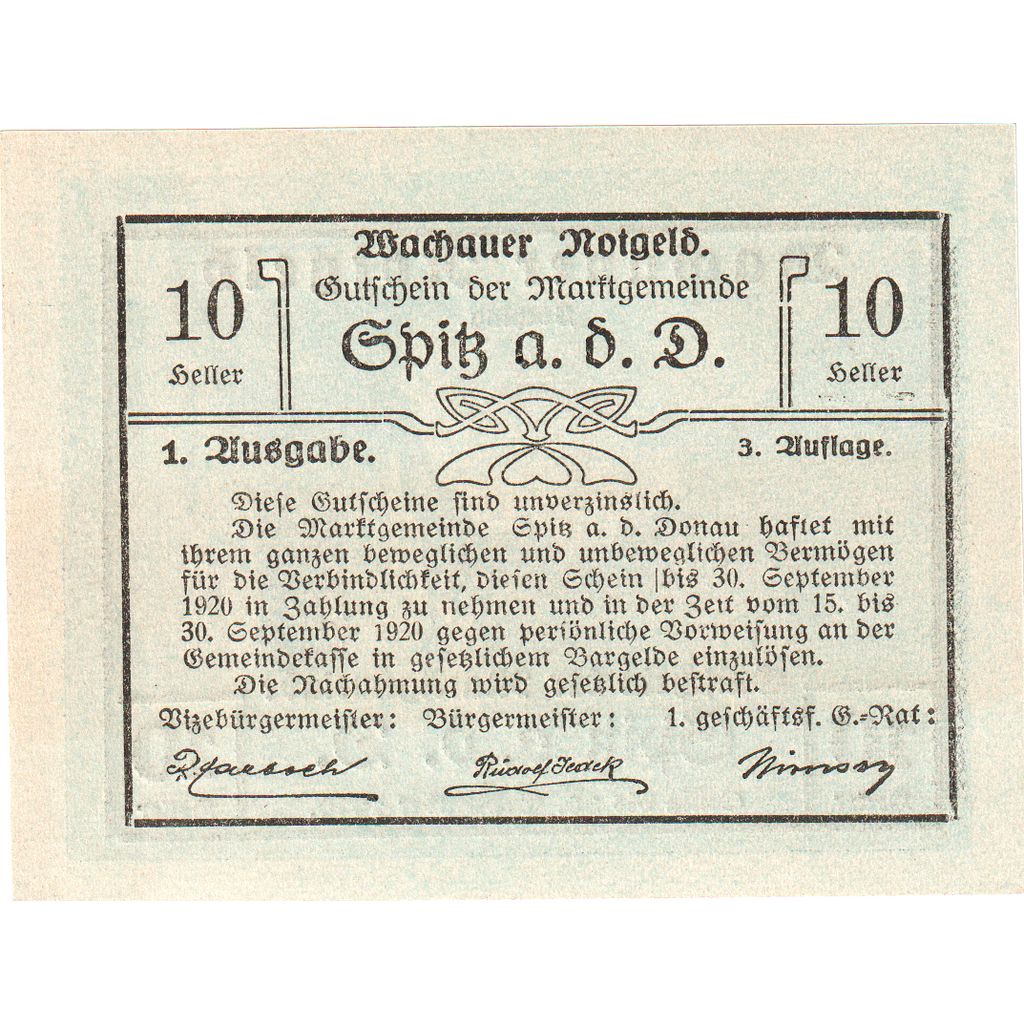 Wachauer Notgeld.
Gutschein der Marktgemeinde
Spitz a. d. D.
10
Heller
10
Heller
1. Ausgabe.
3. Auflage.
Diese Gutscheine sind unverzinslich.
Die Marktgemeinde Spitz a. d. Donau haftet mit
ihrem ganzen beweglichen und unbeweglichen Vermögen
für die Verbindlichkeit, diesen Schein bis 30. September
1920 in Zahlung zu nehmen und in der Zeit vom 15. bis
30. September 1920 gegen persönliche Vorweisung an der
Gemeindekasse in gesetzlichem Bargelde einzulösen.
Die Nachahmung wird gesetzlich bestraft.
Vizebürgermeister: Bürgermeister: 1. geschäftsf. G.-Rat:
Rudolf